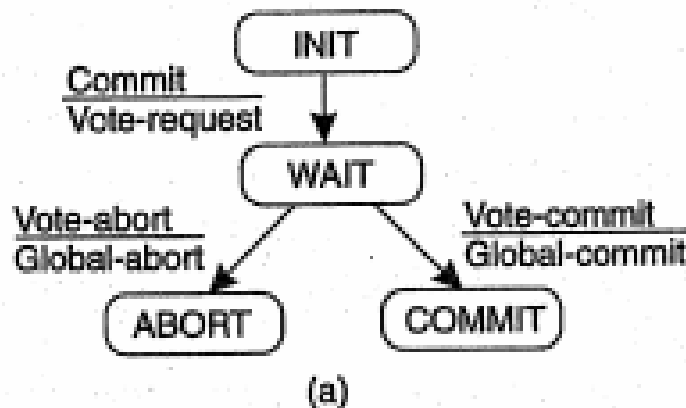 INIT
Commit
Vote-request
WAIT
Vote-abort
Global-abort
Vote-commit
Global-commit
ABORT
COMMIT
(a)